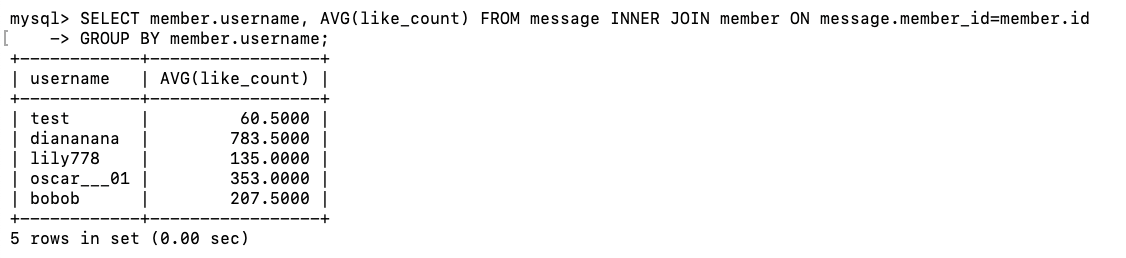 mysql> SELECT member.username, AVG(like_count) FROM message INNER JOIN member ON message.member_id=member.id
[    -> GROUP BY member.username;
+------------+-----------------+
| username   | AVG(like_count) |
+------------+-----------------+
| test       |         60.5000 |
| diananana  |        783.5000 |
| lily778    |        135.0000 |
| oscar___01 |        353.0000 |
| bobob      |        207.5000 |
+------------+-----------------+
5 rows in set (0.00 sec)